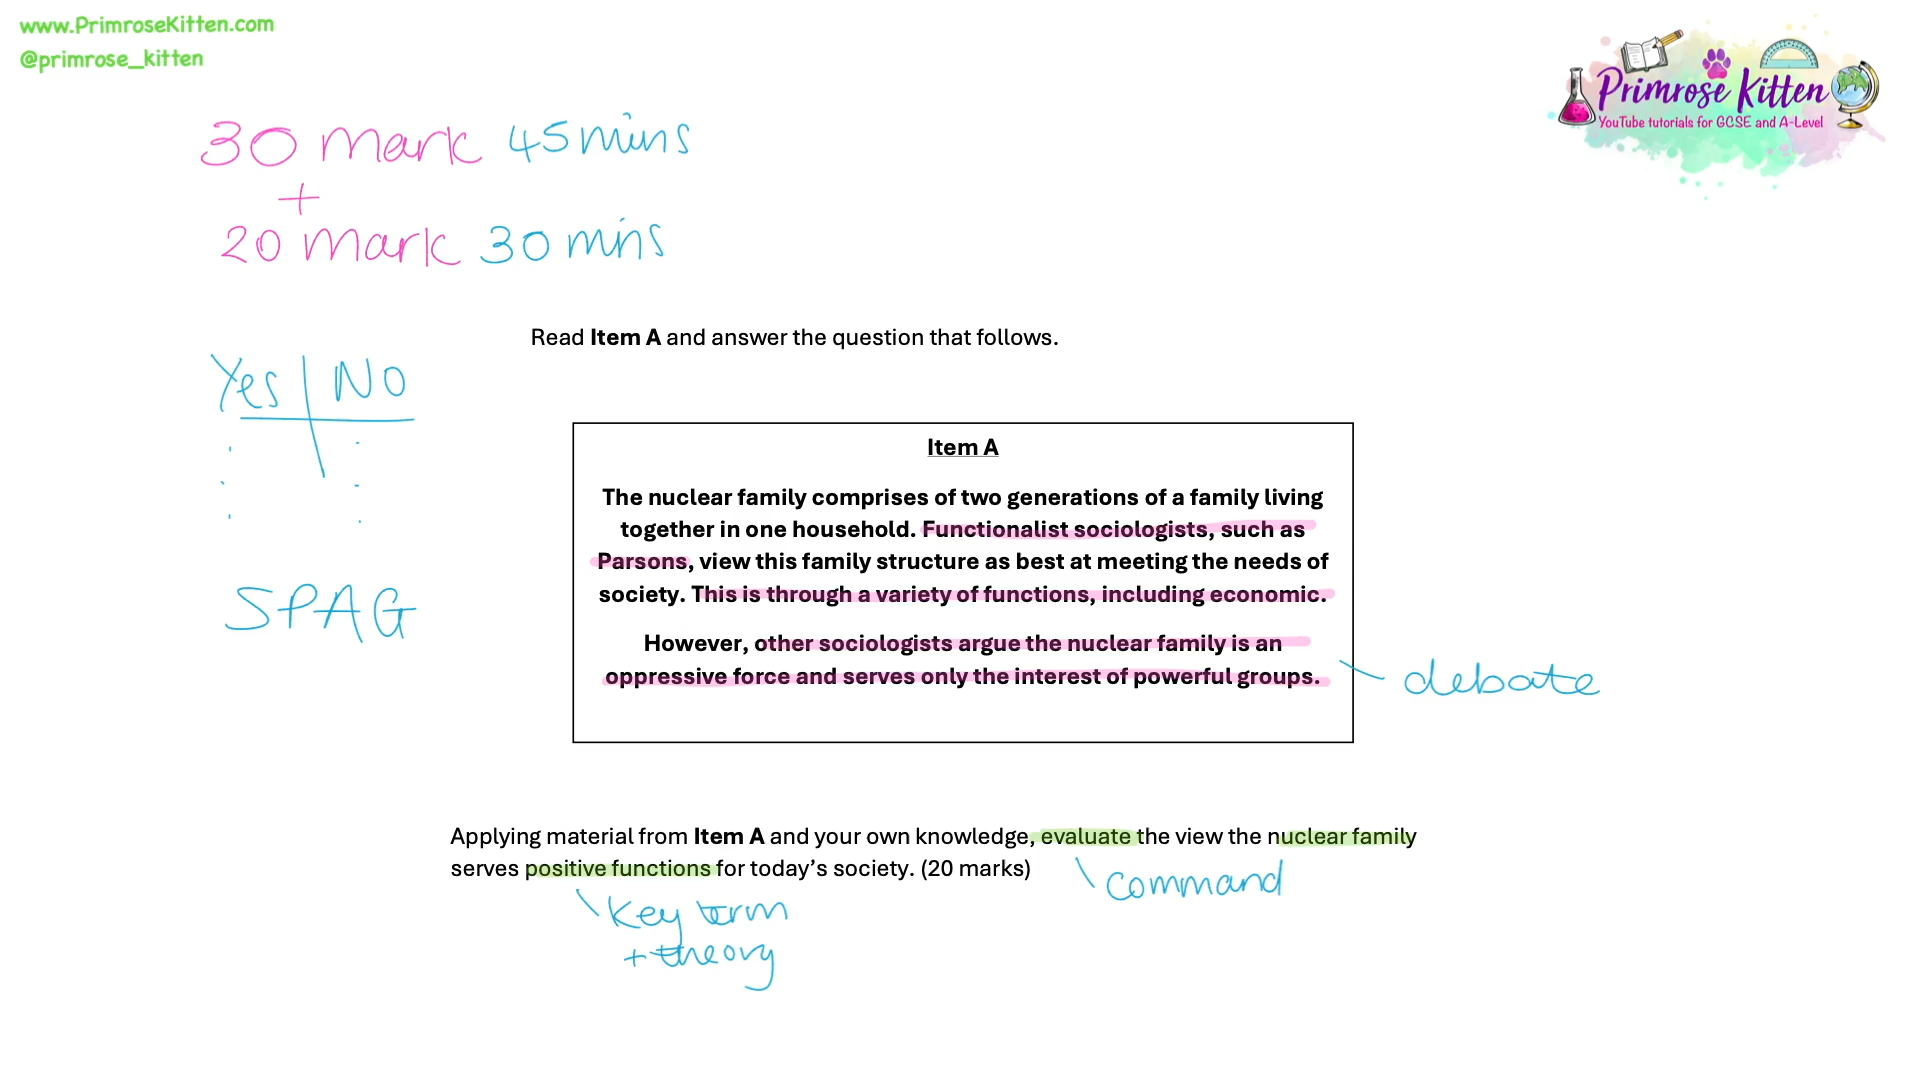 www.PrimroseKitten.com
@primrose_kitten
Primrose Kitten
YouTube tutorials for GCSE and A-Level
30 mark 45 mins
+
20 mark 30 mins
Read Item A and answer the question that follows.
Yes | No
SPAG
Item A
The nuclear family comprises of two generations of a family living
together in one household. Functionalist sociologists, such as
Parsons, view this family structure as best at meeting the needs of
society. This is through a variety of functions, including economic.
However, other sociologists argue the nuclear family is an
oppressive force and serves only the interest of powerful groups.
debate
Applying material from Item A and your own knowledge, evaluate the view the nuclear family
serves positive functions for today's society. (20 marks)
command
Key term
+ theory